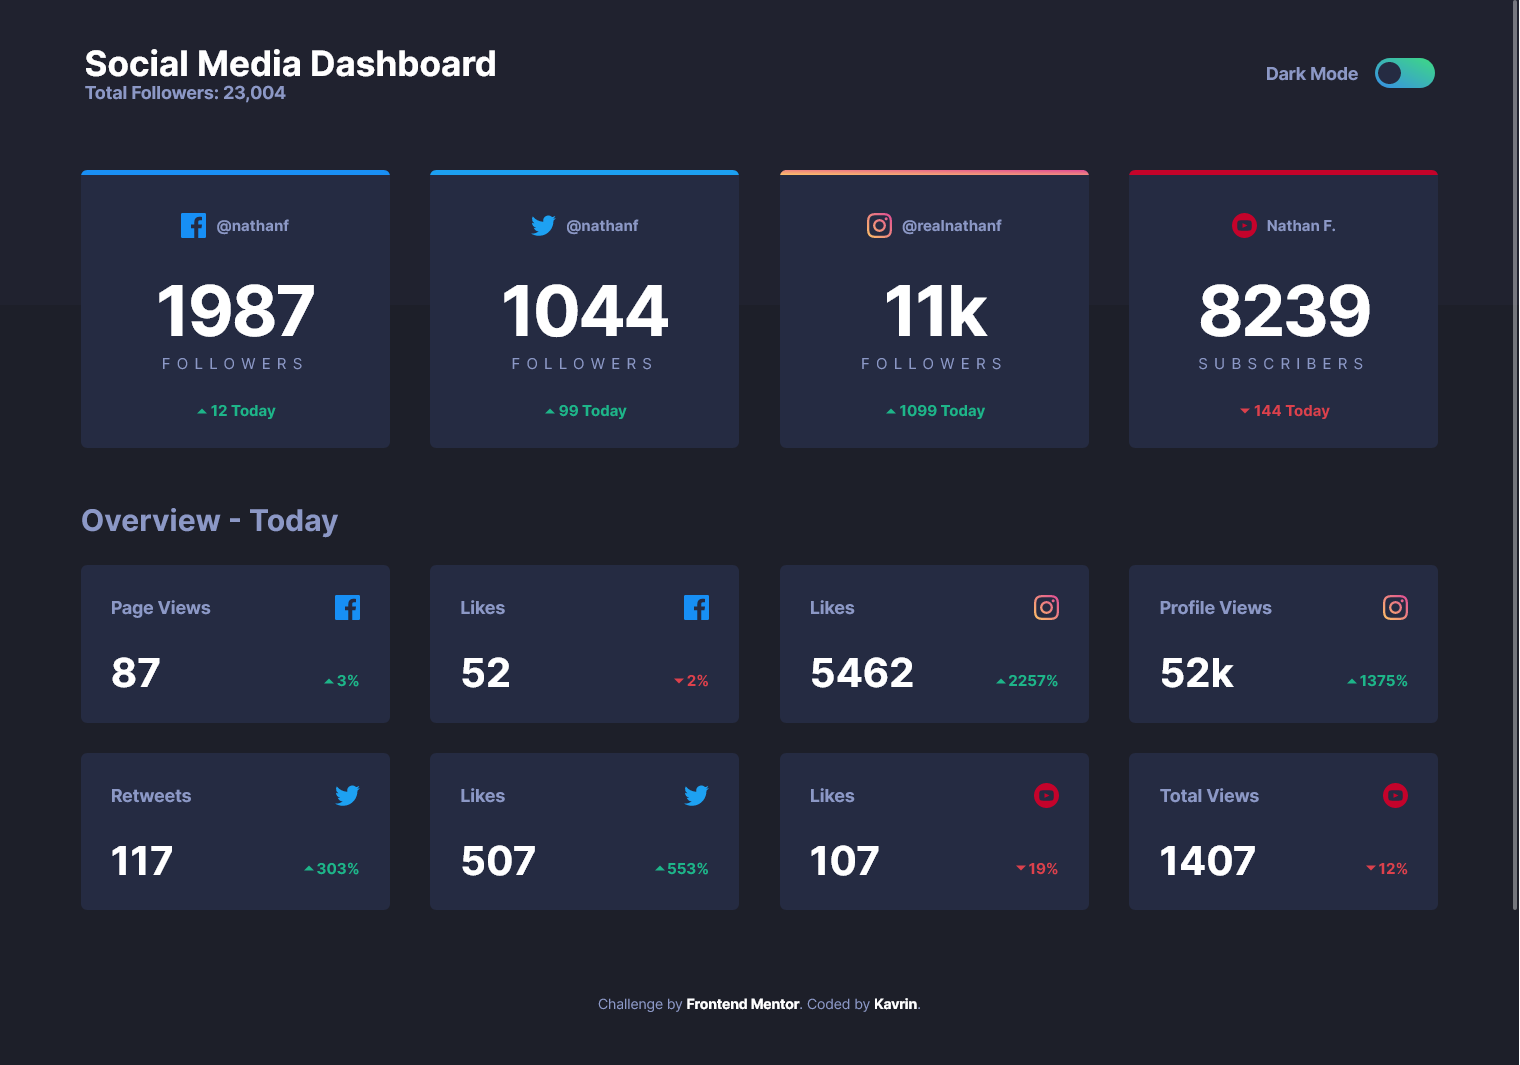 Social Media Dashboard
Total Followers: 23,004
Dark Mode
@nathanf
1987
FOLLOWERS
12 Today
@nathanf
1044
FOLLOWERS
99 Today
@realnathanf
11k
FOLLOWERS
1099 Today
Nathan F.
8239
SUBSCRIBERS
144 Today
Overview - Today
Page Views
87
3%
Likes
52
2%
Likes
5462
2257%
Profile Views
52k
1375%
Retweets
117
303%
Likes
507
553%
Likes
107
19%
Total Views
1407
12%
Challenge by Frontend Mentor. Coded by Kavrin.